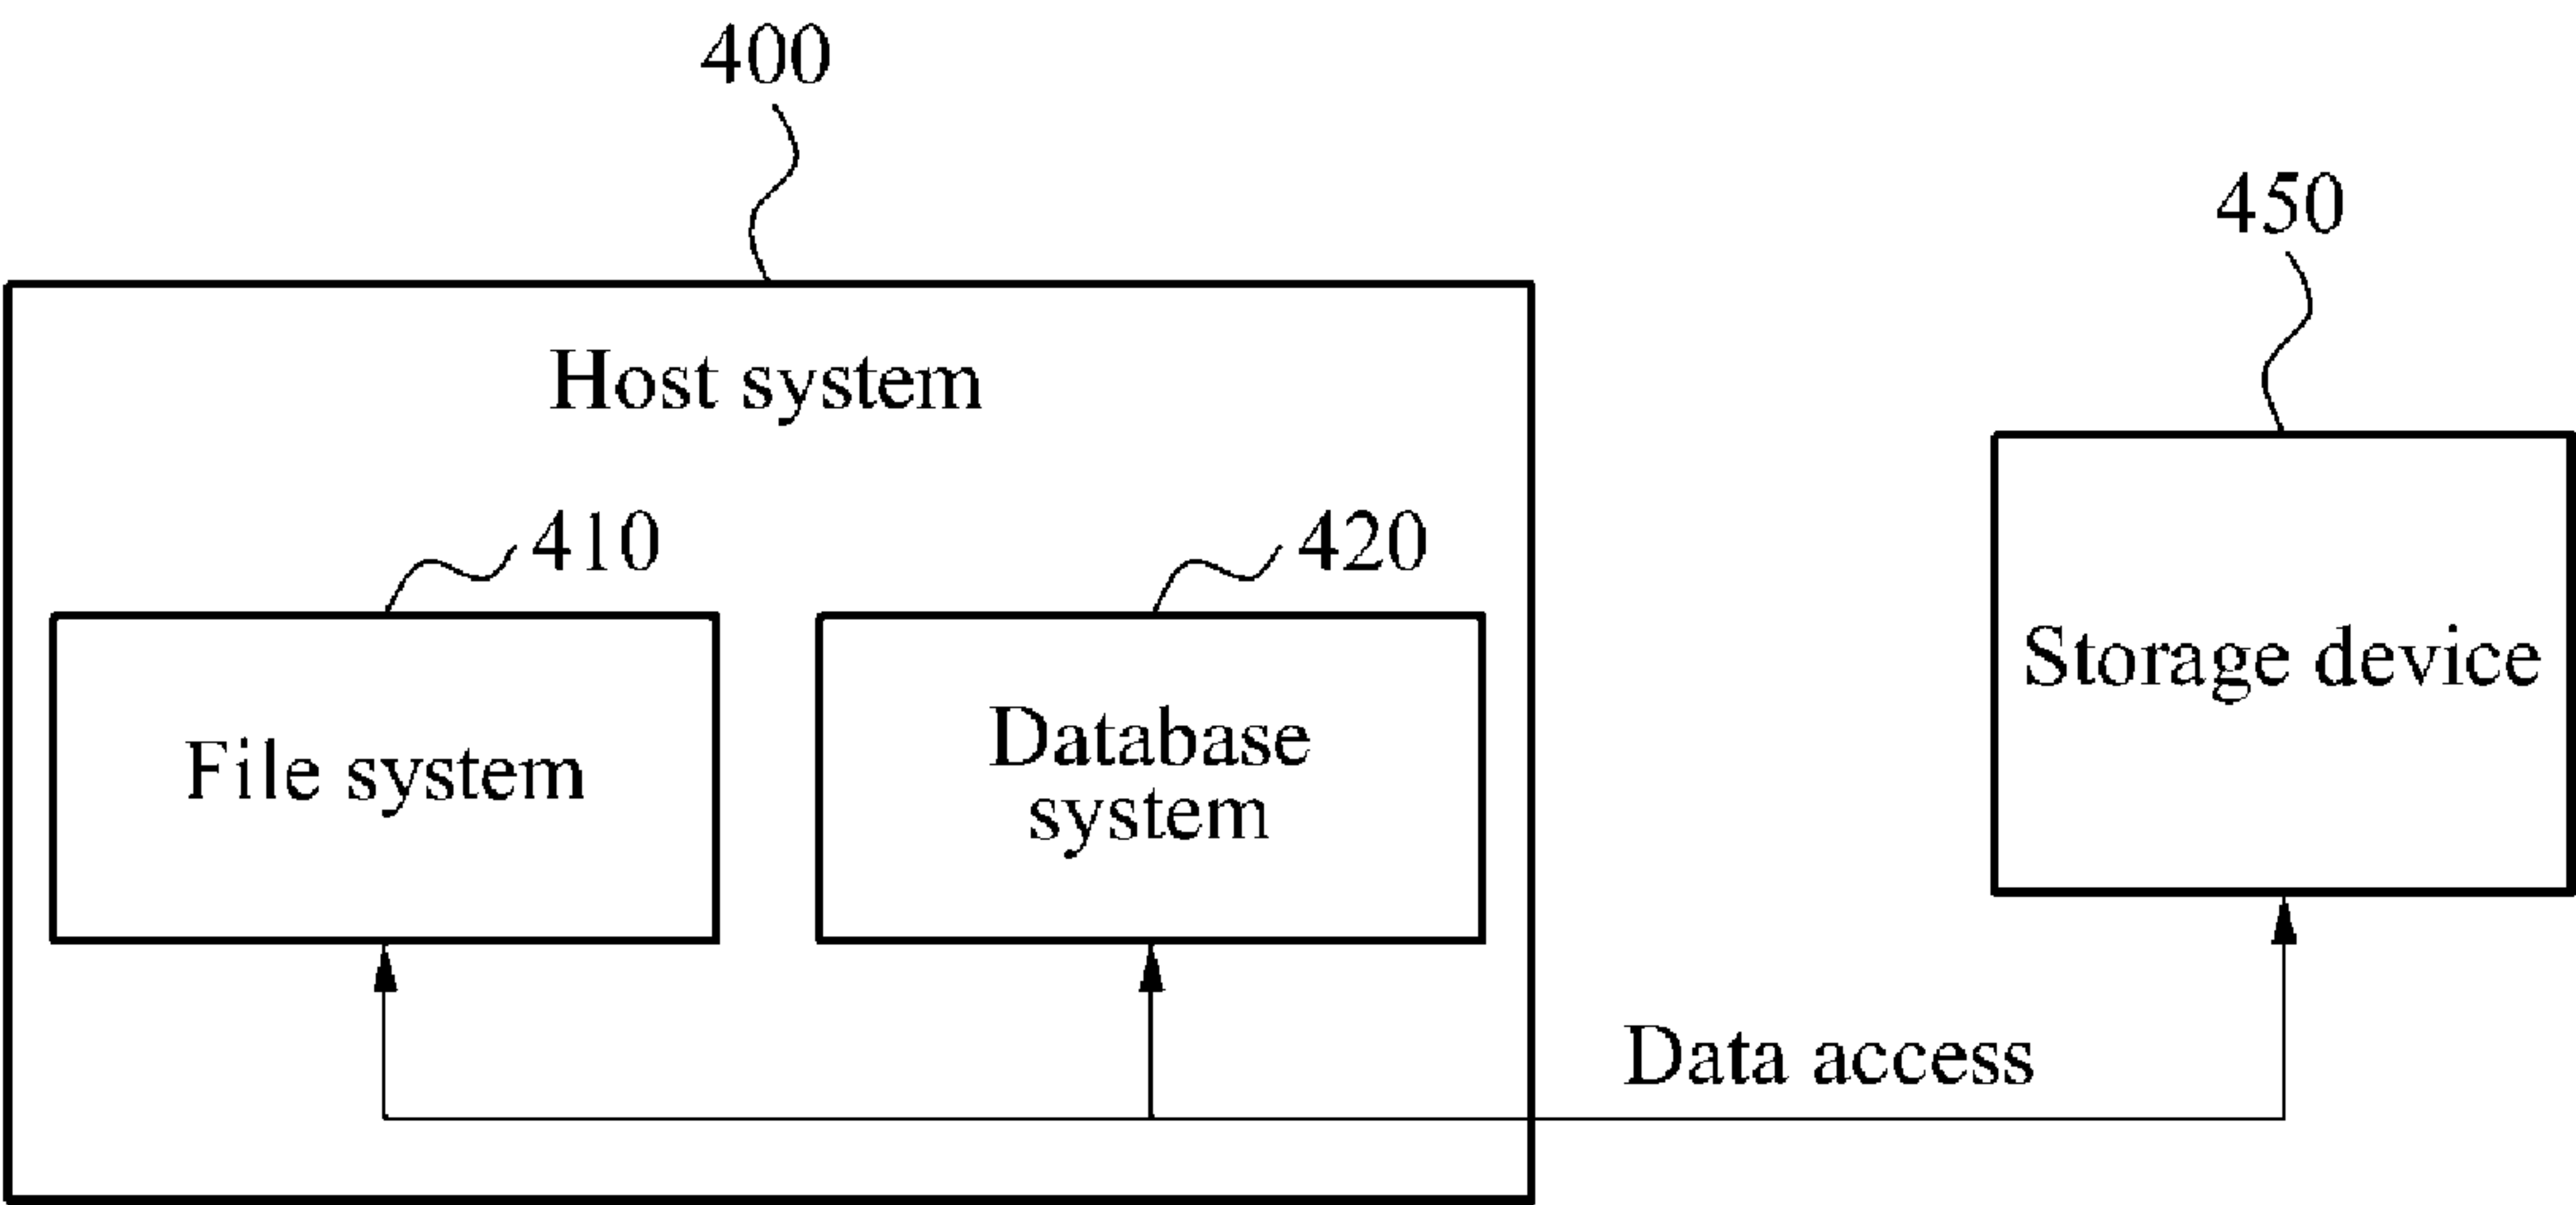 400
450
Host system
410
420
File system
Database
system
Storage device
Data access